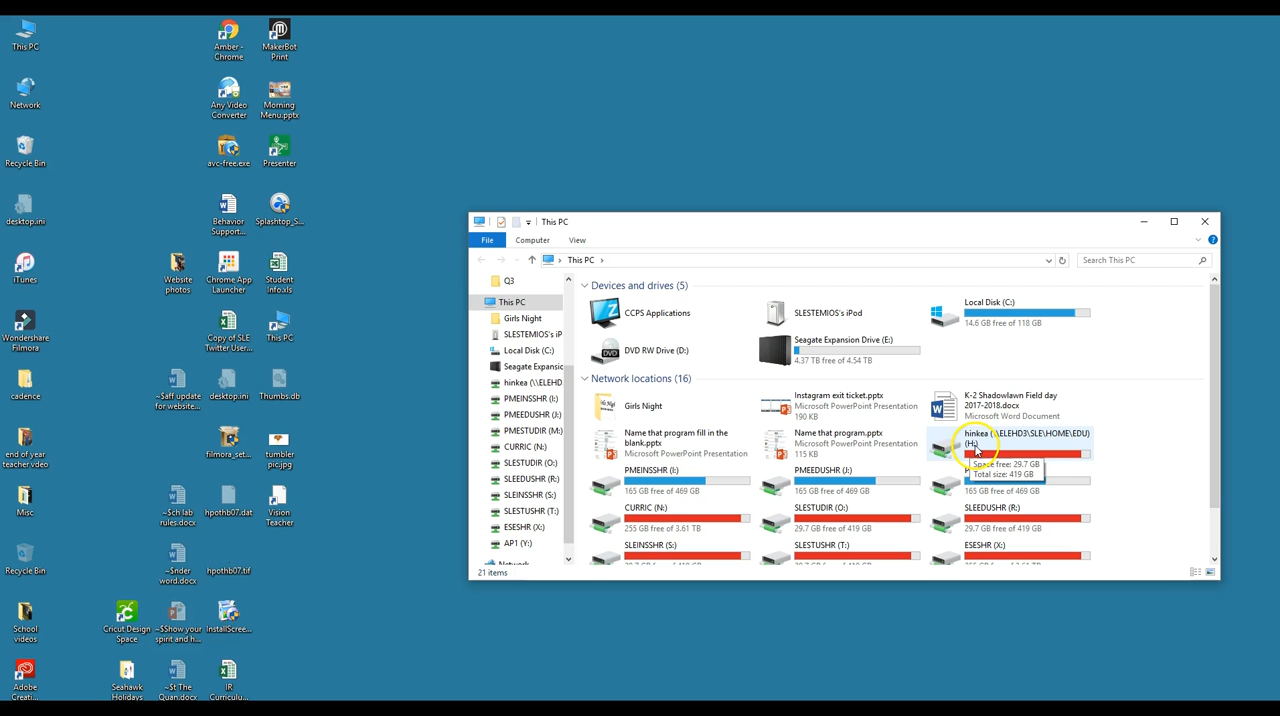 This PC
Network
Recycle Bin
desktop.ini
iTunes
Wondershare
Filmora
cadence
end of year
teacher video
Misc
Recycle Bin
School
videos
Adobe
Creati...
Cricut Design
Space
Seahawk
Holidays
Website
photos
~$aff update
for website...
~$ch lab
rules.docx
~$nder
word.docx
~$Show your
spirit and h...
~$t The
Quan.docx
Amber -
Chrome
Any Video
Converter
avc-free.exe
Behavior
Support...
Chrome App
Launcher
Copy of SLE
Twitter User...
desktop.ini
filmora_set...
hpothb07.dat
hpothb07.tif
InstallScree...
IR
Curriculu...
MakerBot
Print
Morning
Menu.pptx
Presenter
Splashtop_S...
Student
Info.xls
This PC
Thumbs.db
tumbler
pic.jpg
Vision
Teacher
This PC
File Computer View
This PC
Search This PC
Q3
This PC
Girls Night
SLESTEMIOS's iP
Local Disk (C:)
Seagate Expansic
hinkea (\\ELEHD
PMEINSSHR (I:)
PMEEDUSHR (J:)
PMESTUDIR (M:)
CURRIC (N:)
SLESTUDIR (O:)
SLEEDUSHR (R:)
SLEINSSHR (S:)
SLESTUSHR (T:)
ESESHR (X:)
AP1 (Y:)
Network
Devices and drives (5)
CCPS Applications
SLESTEMIOS's iPod
Local Disk (C:)
14.6 GB free of 118 GB
DVD RW Drive (D:)
Seagate Expansion Drive (E:)
4.37 TB free of 4.54 TB
Network locations (16)
Girls Night
Instagram exit ticket.pptx
Microsoft PowerPoint Presentation
190 KB
K-2 Shadowlawn Field day
2017-2018.docx
Microsoft Word Document
Name that program fill in the
blank.pptx
Microsoft PowerPoint Presentation
Name that program.pptx
Microsoft PowerPoint Presentation
115 KB
hinkea (\\ELEHD3\SLE\HOME\EDU)
(H:)
Space free: 29.7 GB
Total size: 419 GB
PMEINSSHR (I:)
165 GB free of 469 GB
PMEEDUSHR (J:)
165 GB free of 469 GB
165 GB free of 469 GB
CURRIC (N:)
255 GB free of 3.61 TB
SLESTUDIR (O:)
29.7 GB free of 419 GB
SLEEDUSHR (R:)
29.7 GB free of 419 GB
SLEINSSHR (S:)
SLESTUSHR (T:)
ESESHR (X:)
21 items